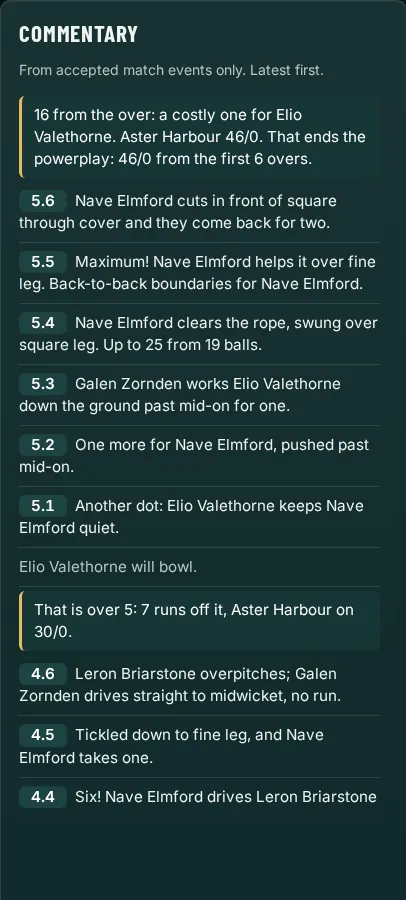 COMMENTARY
From accepted match events only. Latest first.
16 from the over: a costly one for Elio
Valethorne. Aster Harbour 46/0. That ends the
powerplay: 46/0 from the first 6 overs.
5.6 Nave Elmford cuts in front of square
through cover and they come back for two.
5.5 Maximum! Nave Elmford helps it over fine
leg. Back-to-back boundaries for Nave Elmford.
5.4 Nave Elmford clears the rope, swung over
square leg. Up to 25 from 19 balls.
5.3 Galen Zornden works Elio Valethorne
down the ground past mid-on for one.
5.2 One more for Nave Elmford, pushed past
mid-on.
5.1 Another dot: Elio Valethorne keeps Nave
Elmford quiet.
Elio Valethorne will bowl.
That is over 5: 7 runs off it, Aster Harbour on
30/0.
4.6 Leron Briarstone overpitches; Galen
Zornden drives straight to midwicket, no run.
4.5 Tickled down to fine leg, and Nave
Elmford takes one.
4.4 Six! Nave Elmford drives Leron Briarstone